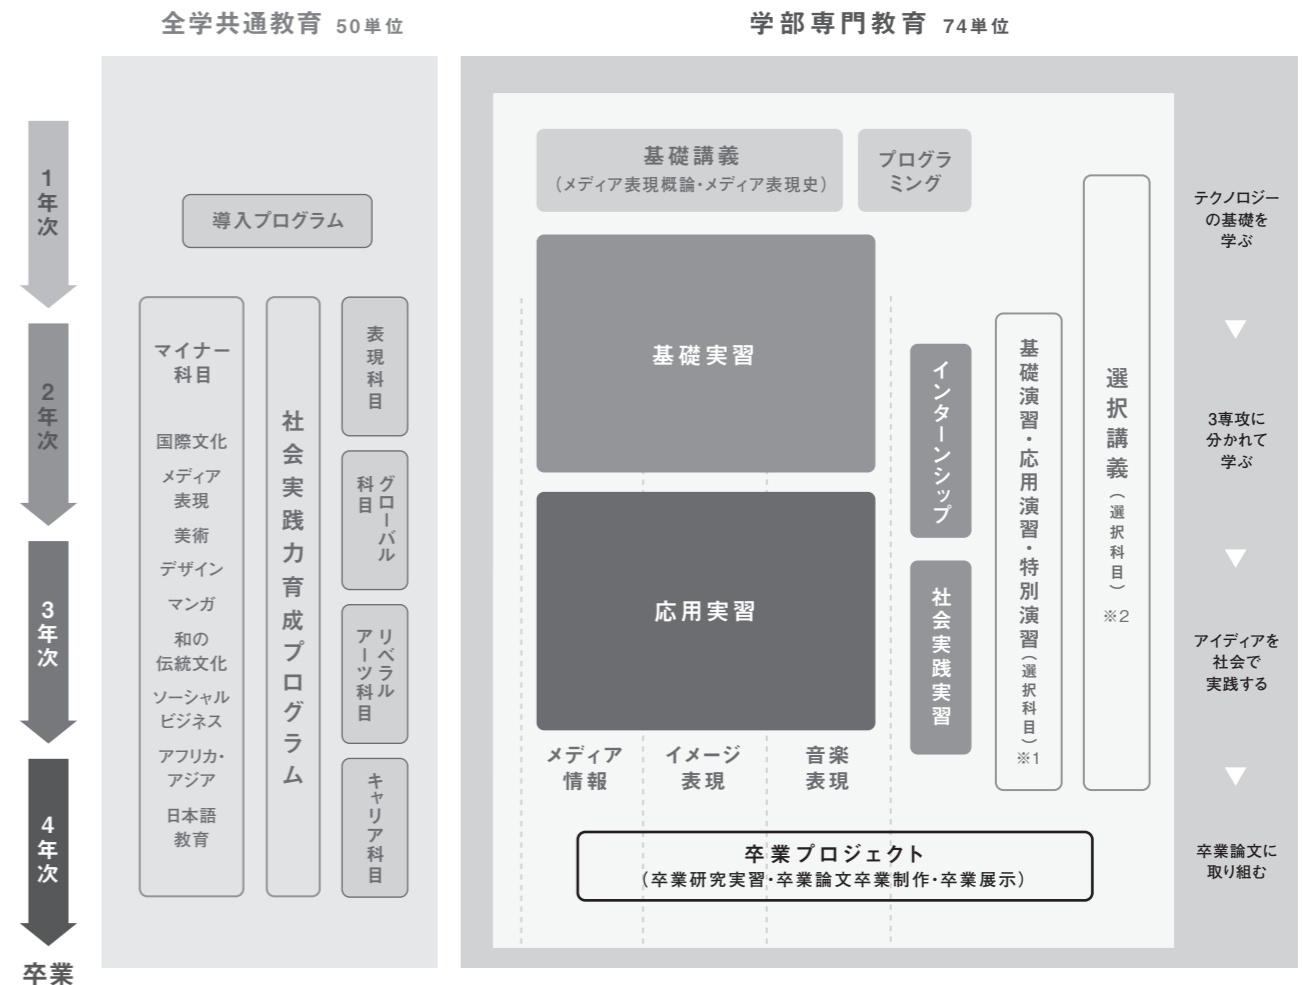 全学共通教育 50単位
学部専門教育 74単位
1年次
2年次
3年次
4年次
卒業
導入プログラム
マイナー
科目
国際文化
メディア
表現
美術
デザイン
マンガ
和の
伝統文化
ソーシャル
ビジネス
アフリカ・
アジア
日本語
教育
社会実践力育成プログラム
表現科目
グローバル
科目
リベラル
アーツ科目
キャリア科目
基礎講義
（メディア表現概論・メディア表現史）
プログラ
ミング
基礎実習
応用実習
メディア
情報
イメージ
表現
音楽
表現
インターンシップ
社会実践実習
基礎演習・応用演習・特別演習（選択科目）※1
選択講義（選択科目）※2
卒業プロジェクト
（卒業研究実習・卒業論文卒業制作・卒業展示）
テクノロジー
の基礎を
学ぶ
3専攻に
分かれて
学ぶ
アイディアを
社会で
実践する
卒業論文に
取り組む